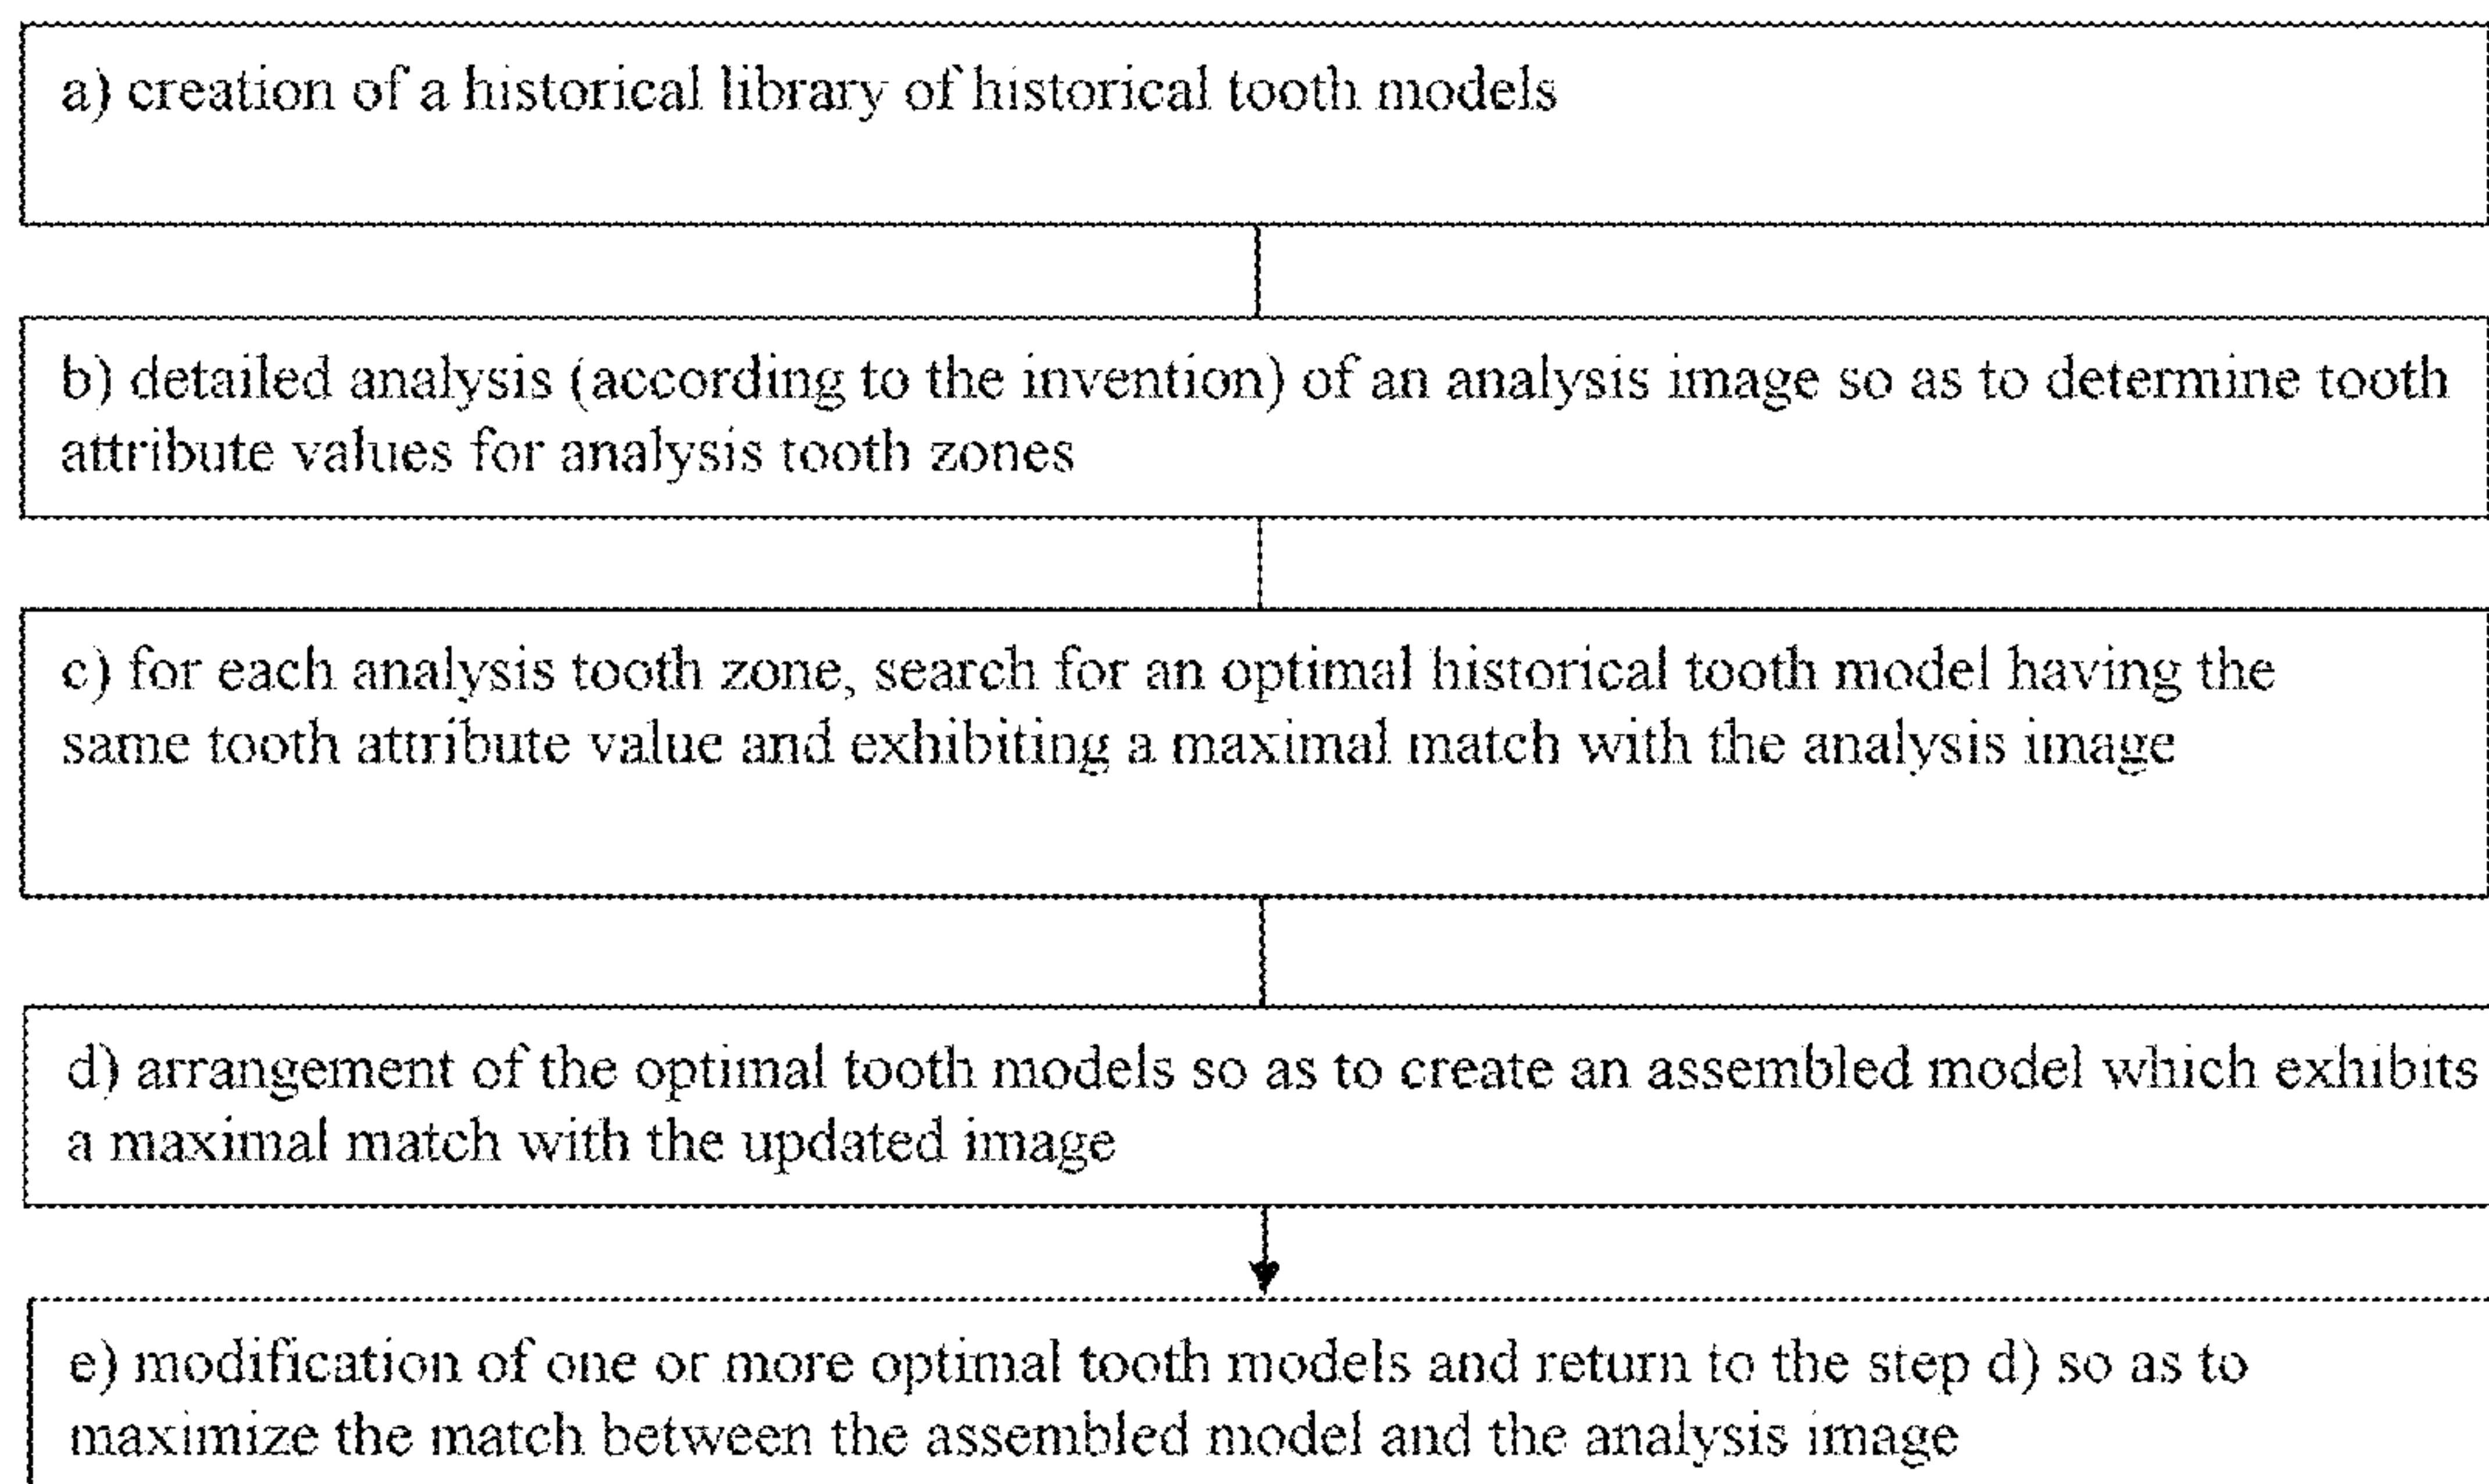 a) creation of a historical library of historical tooth models
b) detailed analysis (according to the invention) of an analysis image so as to determine tooth
attribute values for analysis tooth zones
c) for each analysis tooth zone, search for an optimal historical tooth model having the
same tooth attribute value and exhibiting a maximal match with the analysis image
d) arrangement of the optimal tooth models so as to create an assembled model which exhibits
a maximal match with the updated image
e) modification of one or more optimal tooth models and return to the step d) so as to
maximize the match between the assembled model and the analysis image